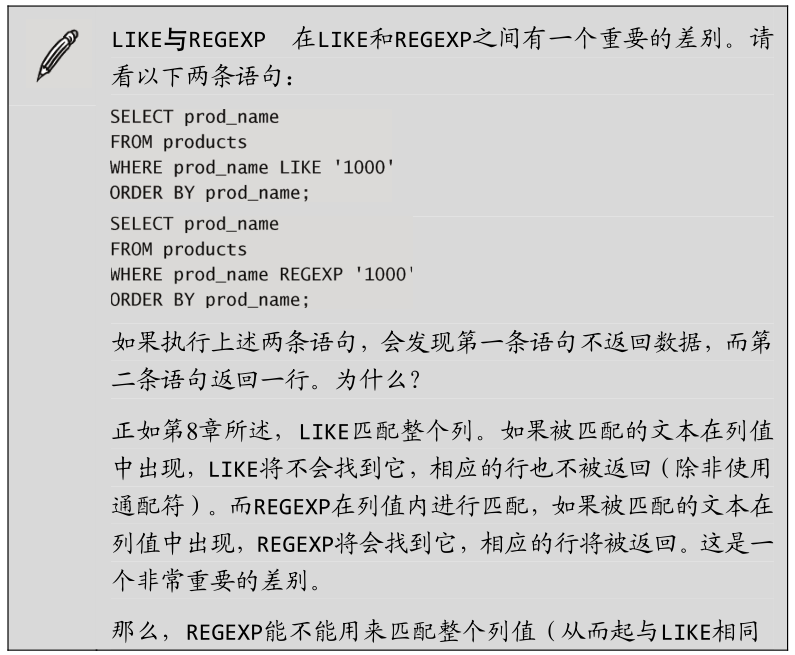 LIKE与REGEXP 在LIKE和REGEXP之间有一个重要的差别。请
看以下两条语句：
SELECT prod_name
FROM products
WHERE prod_name LIKE '1000'
ORDER BY prod_name;
SELECT prod_name
FROM products
WHERE prod_name REGEXP '1000'
ORDER BY prod_name;
如果执行上述两条语句，会发现第一条语句不返回数据，而第
二条语句返回一行。为什么？
正如第8章所述，LIKE匹配整个列。如果被匹配的文本在列值
中出现，LIKE将不会找到它，相应的行也不被返回（除非使用
通配符）。而REGEXP在列值内进行匹配，如果被匹配的文本在
列值中出现，REGEXP将会找到它，相应的行将被返回。这是一
个非常重要的差别。
那么，REGEXP能不能用来匹配整个列值（从而起与LIKE相同